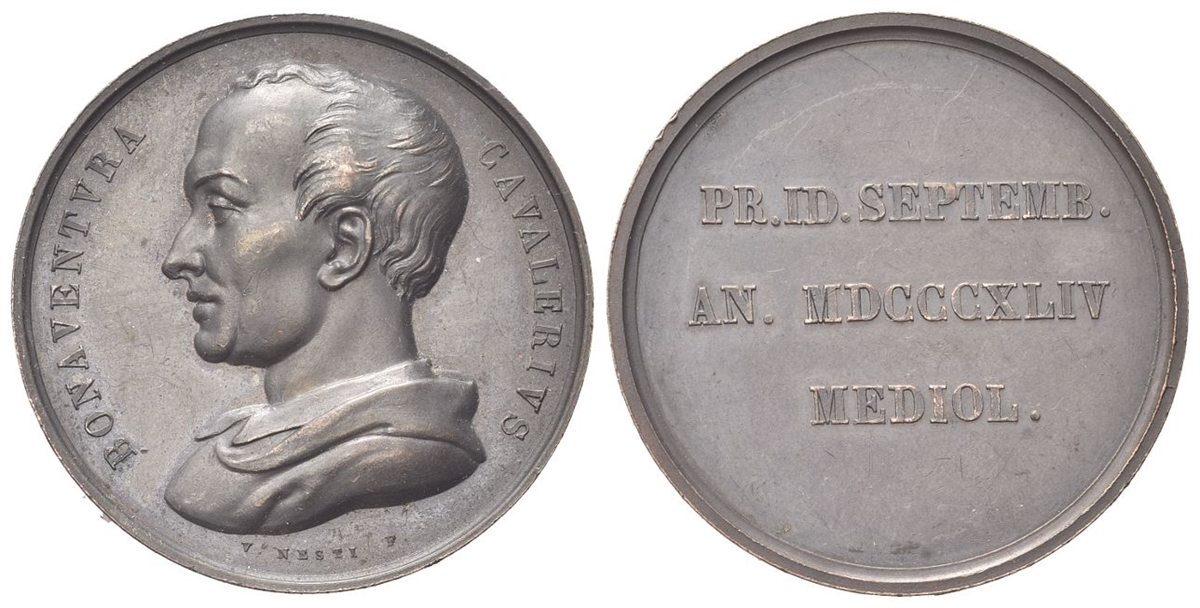 BONAVENTVRA CAVALERIVS
V. NESTI F.
PR. ID. SEPTEMB.
AN. MDCCCXLIV
MEDIOL.